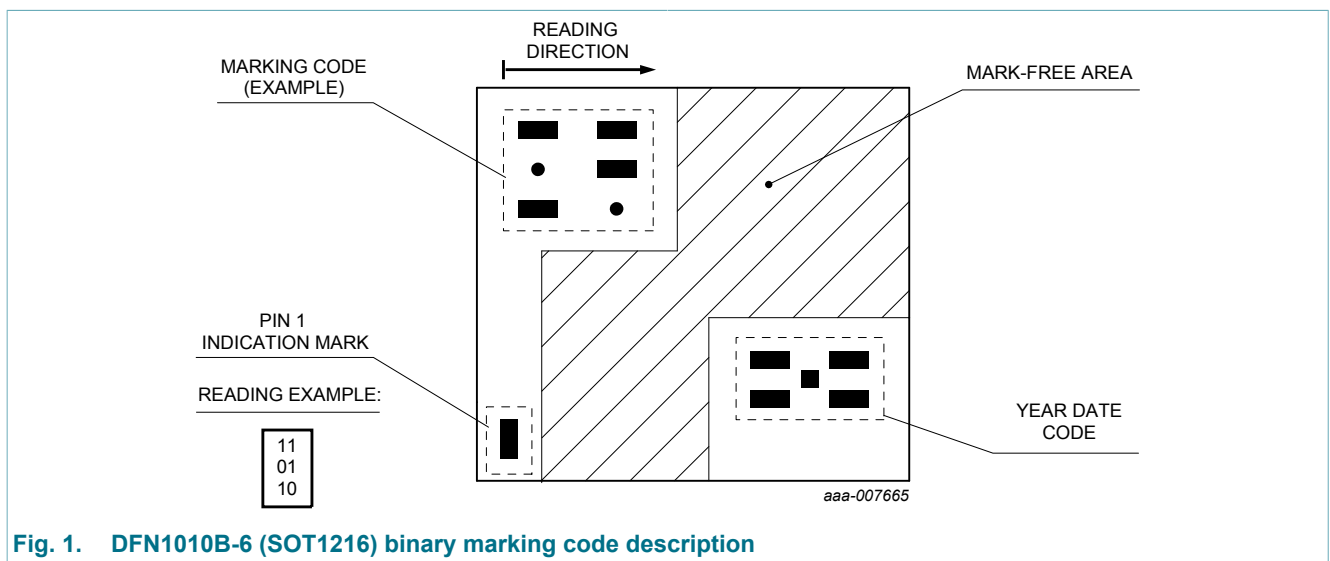 READING
DIRECTION
MARKING CODE
(EXAMPLE)
MARK-FREE AREA
PIN 1
INDICATION MARK
READING EXAMPLE:
11
01
10
YEAR DATE
CODE
aaa-007665
Fig. 1. DFN1010B-6 (SOT1216) binary marking code description